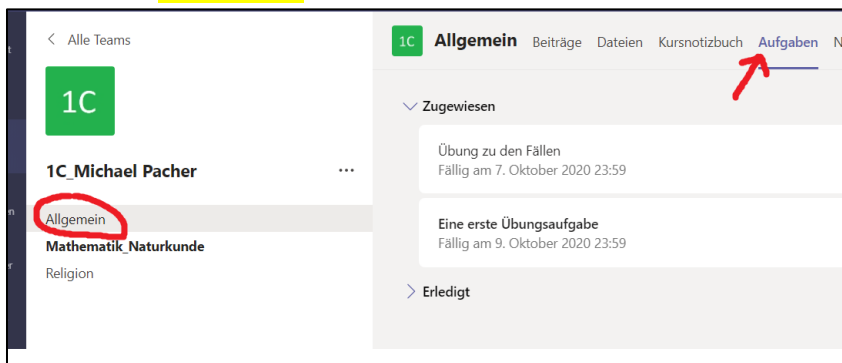 Alle Teams
1C
1C_Michael Pacher
Allgemein
Mathematik_Naturkunde
Religion
1C Allgemein Beiträge Dateien Kursnotizbuch Aufgaben N
Zugewiesen
Übung zu den Fällen
Fällig am 7. Oktober 2020 23:59
Eine erste Übungsaufgabe
Fällig am 9. Oktober 2020 23:59
Erledigt